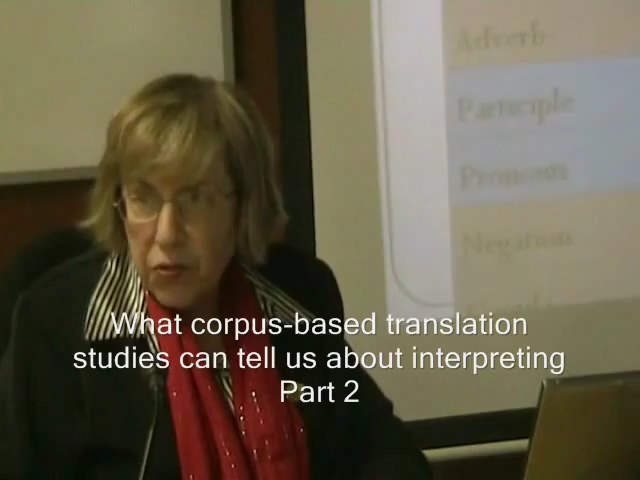 Adverb
Participle
Pronoun
Negation
What corpus-based translation
studies can tell us about interpreting
Part 2